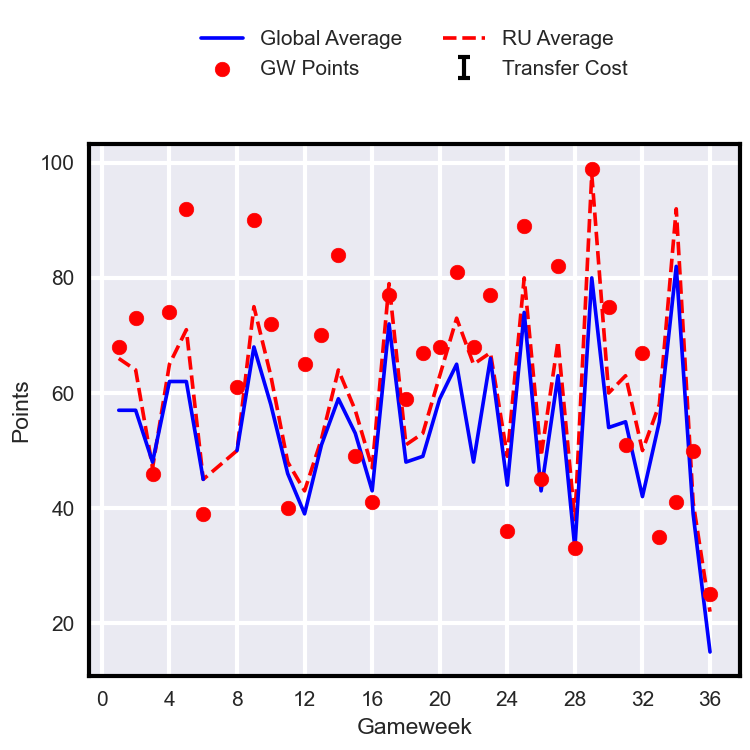 Global Average RU Average
GW Points Transfer Cost
Points
100
80
60
40
20
0 4 8 12 16 20 24 28 32 36
Gameweek